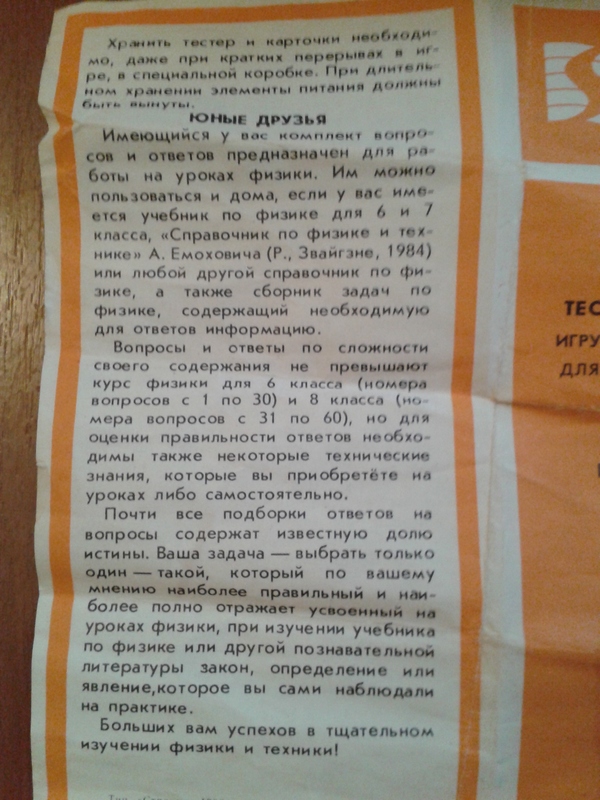 Хранить тестер и карточки необходи-
мо, даже при кратких перерывах в иг-
ре, в специальной коробке. При длитель-
ном хранении элементы питания должны
быть вынуты.
ЮНЫЕ ДРУЗЬЯ
Имеющийся у вас комплект вопро-
сов и ответов предназначен для ра-
боты на уроках физики. Им можно
пользоваться и дома, если у вас име-
ется учебник по физике для 6 и 7
класса, «Справочник по физике и тех-
нике» А. Емоховича (Р., Звайгзне, 1984)
или любой другой справочник по фи-
зике, а также сборник задач по
физике, содержащий необходимую
для ответов информацию.
Вопросы и ответы по сложности
своего содержания не превышают
курс физики для 6 класса (номера
вопросов с 1 по 30) и 8 класса (но-
мера вопросов с 31 по 60), но для
оценки правильности ответов необхо-
димы также некоторые технические
знания, которые вы приобретёте на
уроках либо самостоятельно.
Почти все подборки ответов на
вопросы содержат известную долю
истины. Ваша задача — выбрать только
один — такой, который по вашему
мнению наиболее правильный и наи-
более полно отражает усвоенный на
уроках физики, при изучении учебника
по физике или другой познавательной
литературы закон, определение или
явление,которое вы сами наблюдали
на практике.
Больших вам успехов в тщательном
изучении физики и техники!
ТЕС
ИГРУ
ДЛЯ